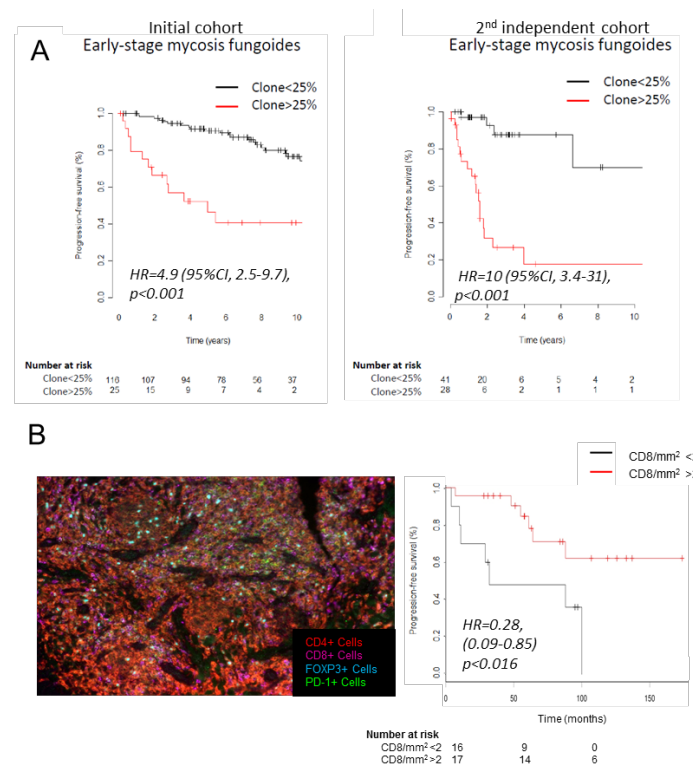 A
Initial cohort
Early-stage mycosis fungoides
Clone<25%
Clone>25%
Progression-free survival (%)
1.0
0.8
0.6
0.4
0.2
0.0
HR=4.9 (95%CI, 2.5-9.7),
p<0.001
0 2 4 6 8 10
Time (years)
Number at risk
Clone<25% 116 107 94 78 56 37
Clone>25% 25 15 9 7 4 2
2nd independent cohort
Early-stage mycosis fungoides
Clone<25%
Clone>25%
Progression-free survival (%)
1.0
0.8
0.6
0.4
0.2
0.0
HR=10 (95%CI, 3.4-31),
p<0.001
0 2 4 6 8 10
Time (years)
Number at risk
Clone<25% 41 20 6 5 4 2
Clone>25% 28 6 2 1 1 1
B
CD4+ Cells
CD8+ Cells
FOXP3+ Cells
PD-1+ Cells
CD8/mm² <
CD8/mm² >
Progression-free survival (%)
1.0
0.8
0.6
0.4
0.2
0.0
HR=0.28,
(0.09-0.85)
p<0.016
0 50 100 150
Time (months)
Number at risk
CD8/mm² <2 16 9 0
CD8/mm² >2 17 14 6